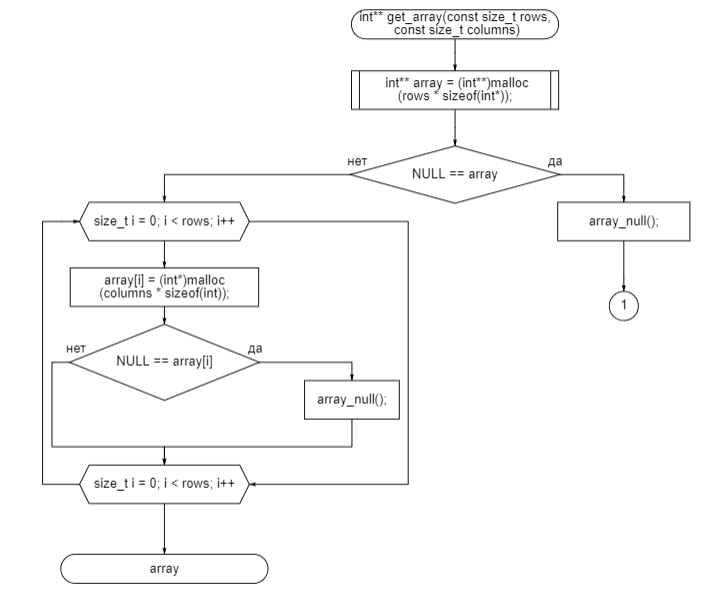 int** get_array(const size_t rows,
const size_t columns)
int** array = (int**)malloc
(rows * sizeof(int*));
нет
да
NULL == array
size_t i = 0; i < rows; i++
array_null();
array[i] = (int*)malloc
(columns * sizeof(int));
1
нет
да
NULL == array[i]
array_null();
size_t i = 0; i < rows; i++
array